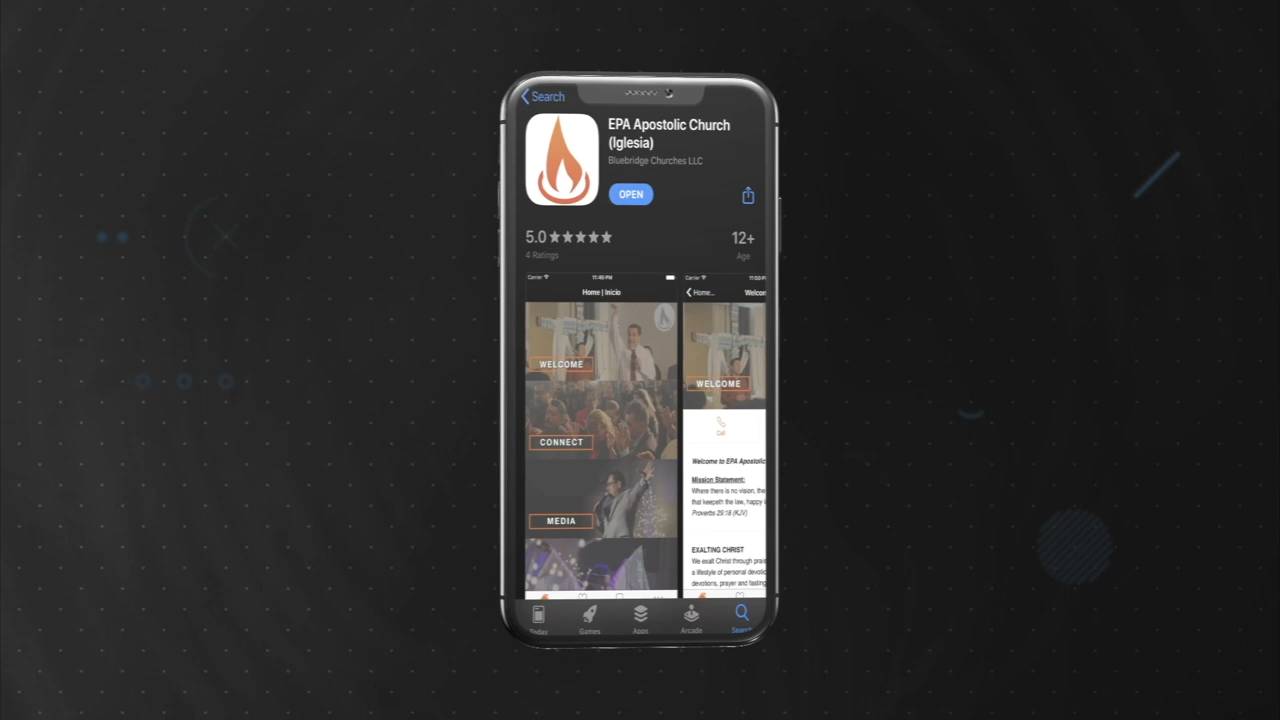 Search
EPA Apostolic Church
(Iglesia)
Bluebridge Churches LLC
OPEN
5.0★★★★★
12+
4 Ratings
Age
Carrier
11:40 PM
Home | Inicio
WELCOME
CONNECT
MEDIA
Carrier
Home...
WELCOME
Call
Welcome to EPA Apostolic
Mission Statement:
Where there is no vision, the
that keepeth the law, happy
Proverbs 29:18 (KJV)
EXALTING CHRIST
We exalt Christ through
a lifestyle of personal
devotions, prayer and fasting
Today
Games
Apps
Arcade
Search